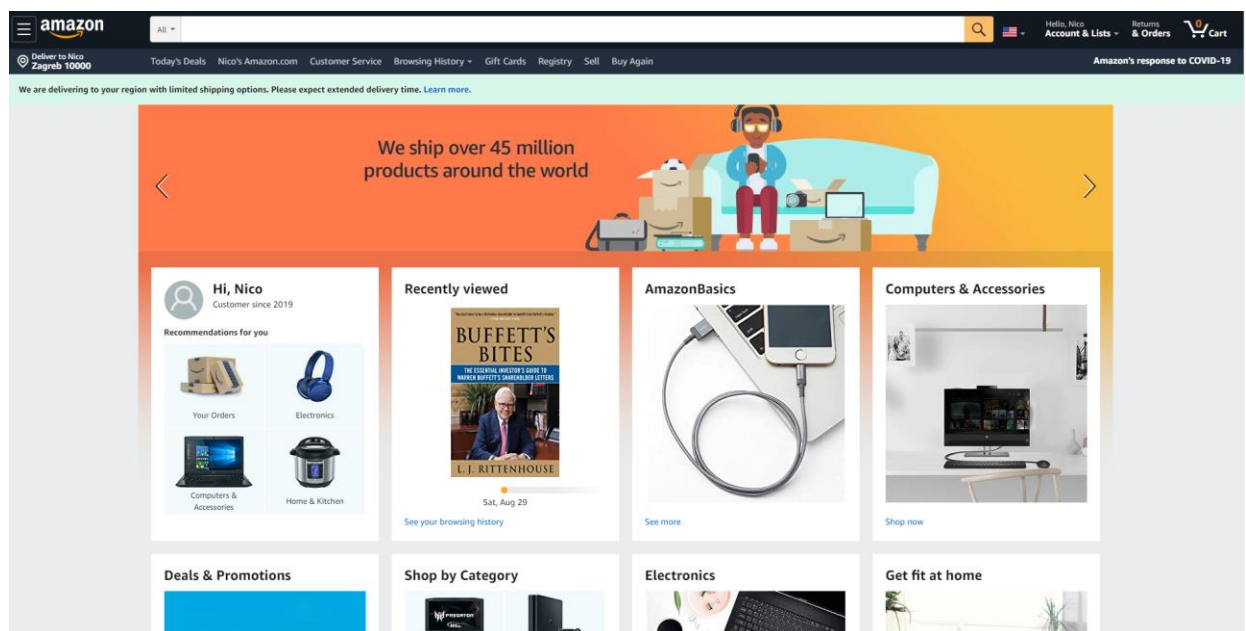 amazon
All
Hello, Nico
Account & Lists
Returns
& Orders
0
Cart
Deliver to Nico
Zagreb 10000
Today's Deals Nico's Amazon.com Customer Service Browsing History Gift Cards Registry Sell Buy Again
Amazon's response to COVID-19
We are delivering to your region with limited shipping options. Please expect extended delivery time. Learn more.
We ship over 45 million
products around the world
Hi, Nico
Customer since 2019
Recommendations for you
Your Orders
Electronics
Computers &
Accessories
Home & Kitchen
Recently viewed
BUFFETT'S
BITES
THE ESSENTIAL INVESTOR'S GUIDE TO
WARREN BUFFETT'S SHAREHOLDER LETTERS
L. J. RITTENHOUSE
Sat, Aug 29
See your browsing history
AmazonBasics
See more
Computers & Accessories
Shop now
Deals & Promotions
Shop by Category
PREDATOR
Electronics
Get fit at home